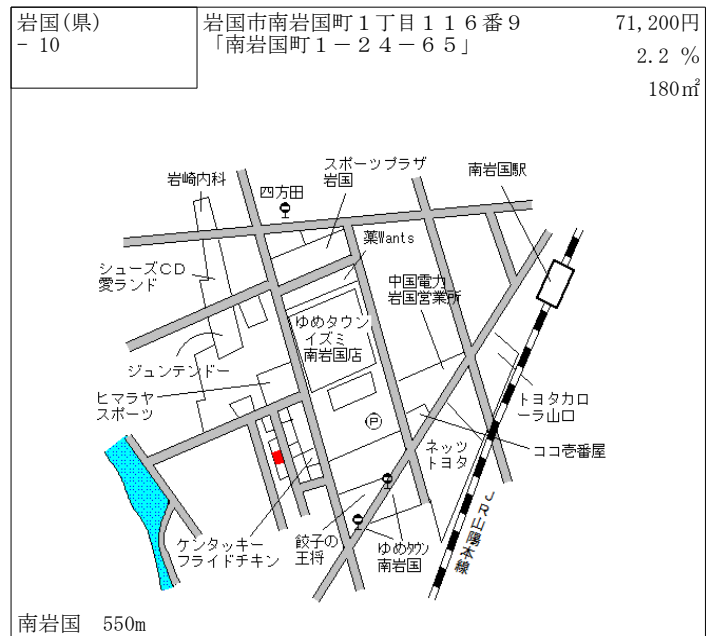 岩国(県)
- 10
岩国市南岩国町１丁目１１６番９
「南岩国町１－２４－６５」
71,200円
2.2 %
180㎡
スポーツプラザ
岩国
南岩国駅
岩崎内科
四方田
薬Wants
シューズＣＤ
愛ランド
中国電力
岩国営業所
ゆめタウン
イズミ
南岩国店
ジュンテンドー
ヒマラヤ
スポーツ
トヨタカロ
ーラ山口
Ⓟ
ネッツ
トヨタ
ココ壱番屋
ＪＲ山陽本線
ケンタッキー
フライドチキン
餃子の
王将
ゆめタウン
南岩国
南岩国　550m